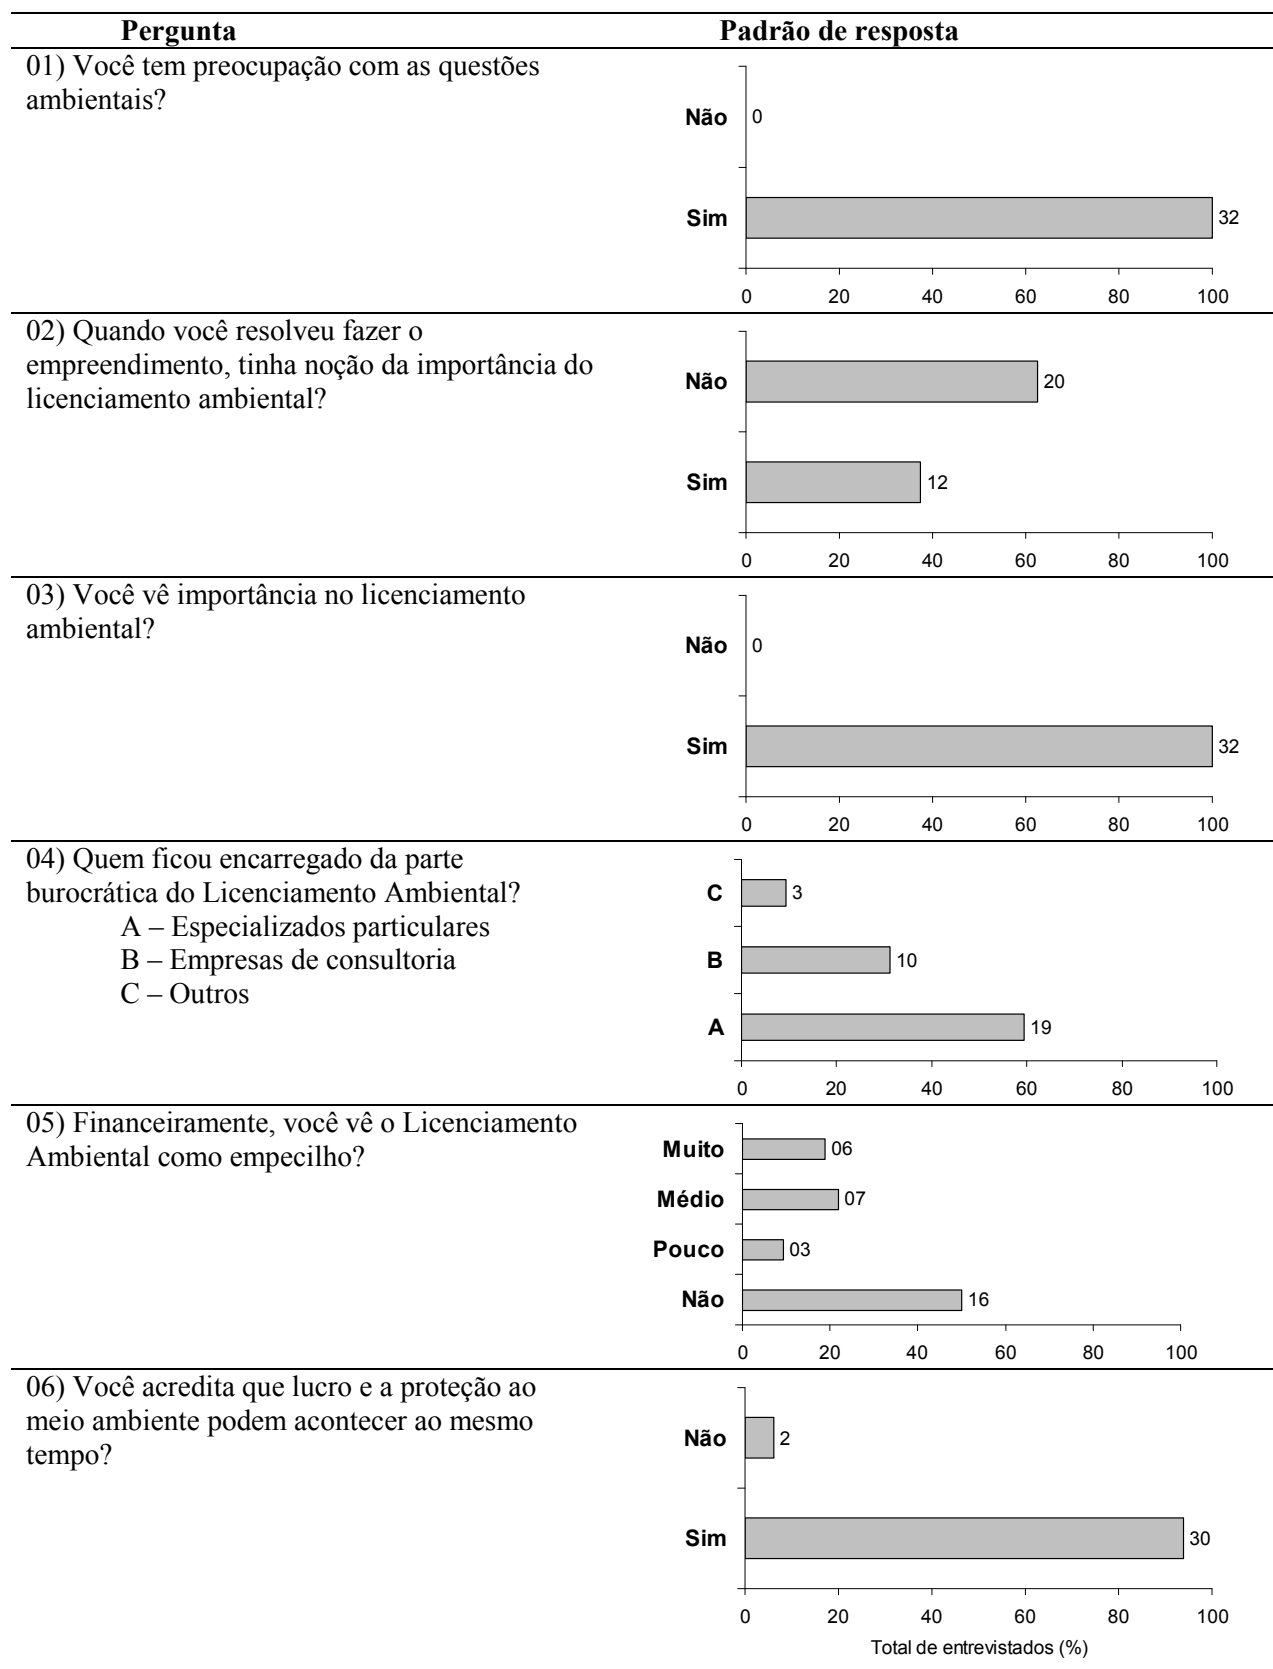 Pergunta Padrão de resposta
01) Você tem preocupação com as questões
ambientais?
Não 0
Sim 32
0 20 40 60 80 100
02) Quando você resolveu fazer o
empreendimento, tinha noção da importância do
licenciamento ambiental?
Não 20
Sim 12
0 20 40 60 80 100
03) Você vê importância no licenciamento
ambiental?
Não 0
Sim 32
0 20 40 60 80 100
04) Quem ficou encarregado da parte
burocrática do Licenciamento Ambiental?
A – Especializados particulares
B – Empresas de consultoria
C – Outros
C 3
B 10
A 19
0 20 40 60 80 100
05) Financeiramente, você vê o Licenciamento
Ambiental como empecilho?
Muito 06
Médio 07
Pouco 03
Não 16
0 20 40 60 80 100
06) Você acredita que lucro e a proteção ao
meio ambiente podem acontecer ao mesmo
tempo?
Não 2
Sim 30
0 20 40 60 80 100
Total de entrevistados (%)